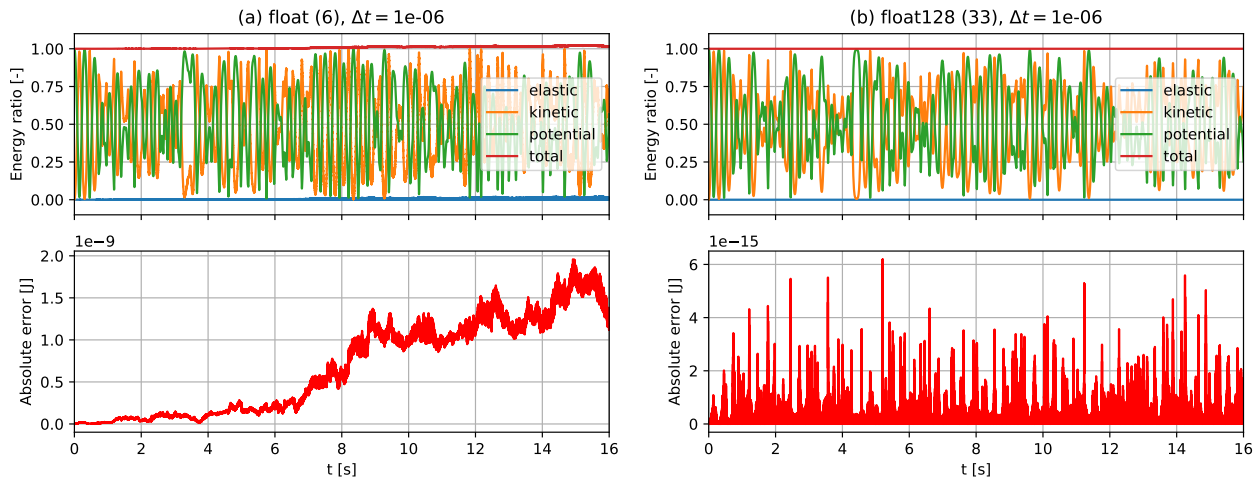 (a) float (6), Δt = 1e-06
Energy ratio [-]
1.00
0.75
0.50
0.25
0.00
elastic
kinetic
potential
total
1e−9
Absolute error [J]
2.0
1.5
1.0
0.5
0.0
0 2 4 6 8 10 12 14 16
t [s]
(b) float128 (33), Δt = 1e-06
Energy ratio [-]
1.00
0.75
0.50
0.25
0.00
elastic
kinetic
potential
total
1e−15
Absolute error [J]
6
4
2
0
0 2 4 6 8 10 12 14 16
t [s]